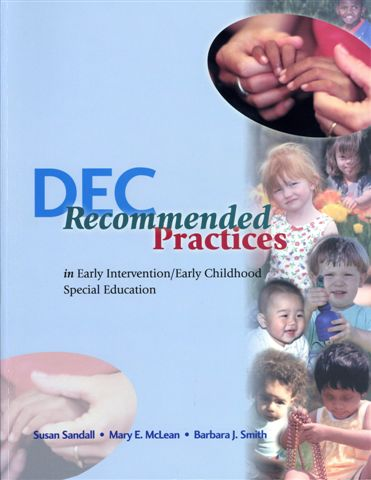 DEC
Recommended
Practices
in Early Intervention/Early Childhood
Special Education
Susan Sandall • Mary E. McLean • Barbara J. Smith